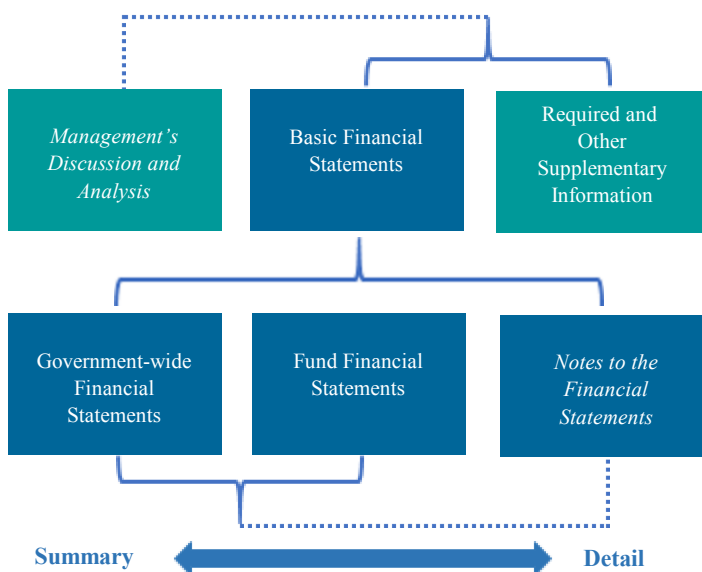 Management’s
Discussion and
Analysis
Basic Financial
Statements
Required and
Other
Supplementary
Information
Government-wide
Financial
Statements
Fund Financial
Statements
Notes to the
Financial
Statements
Summary
Detail